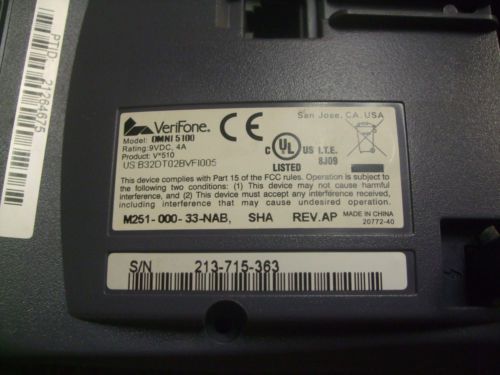 PTID: 21264675
VeriFone.
San Jose, CA. USA
Model: OMNI 5100
Rating: 9VDC, 4A
Product: V*510
US:B32DT02BVFI005
CE
C UL US
LISTED
I.T.E.
8J09
This device complies with Part 15 of the FCC rules. Operation is subject to
the following two conditions: (1) This device may not cause harmful
interference, and (2) This device must accept any interference received,
including interference that may cause undesired operation.
M251-000-33-NAB, SHA REV.AP MADE IN CHINA
20772-40
S/N 213-715-363